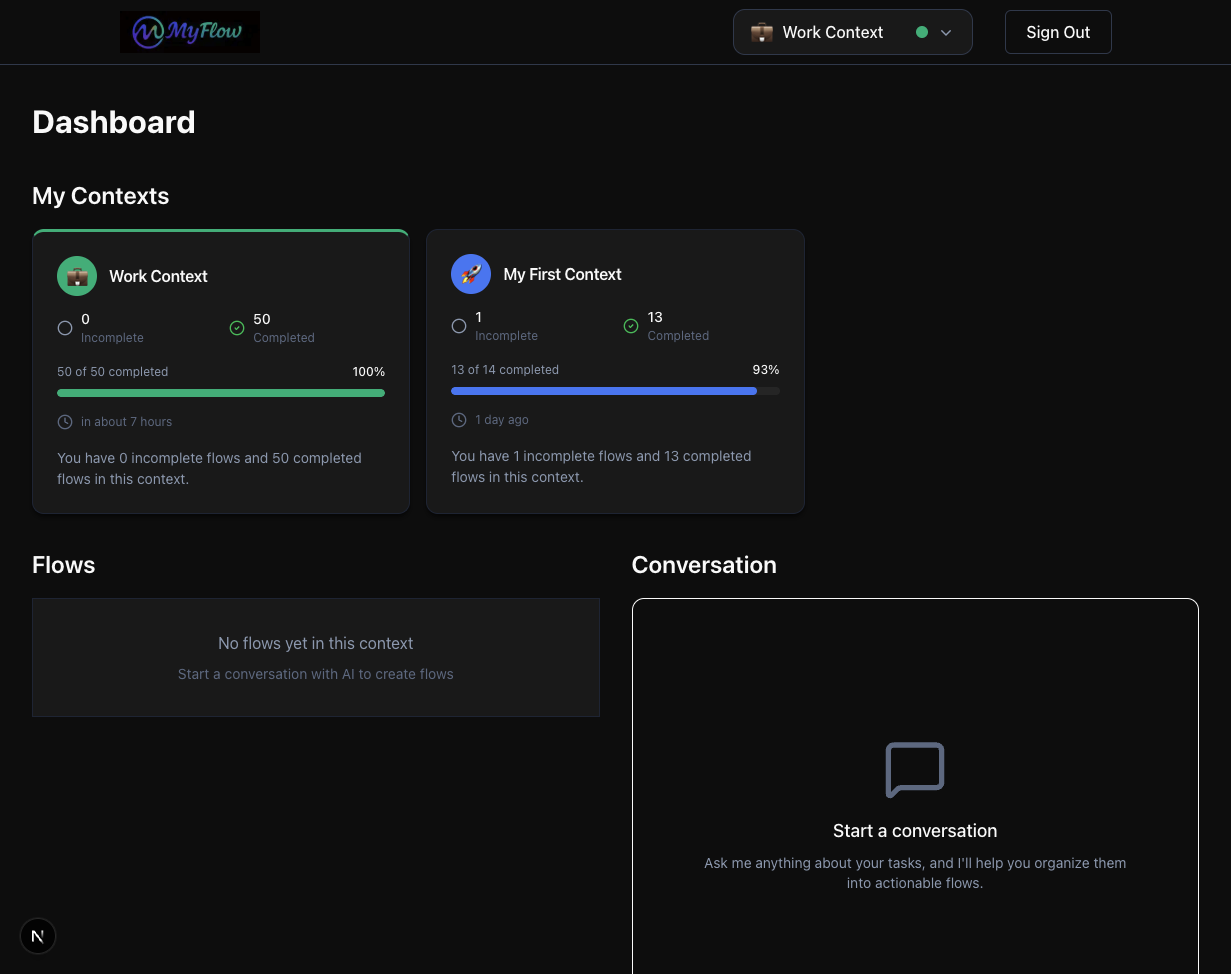 MyFlow
Work Context
Sign Out
Dashboard
My Contexts
Work Context
0
Incomplete
50
Completed
50 of 50 completed
100%
in about 7 hours
You have 0 incomplete flows and 50 completed
flows in this context.
My First Context
1
Incomplete
13
Completed
13 of 14 completed
93%
1 day ago
You have 1 incomplete flows and 13 completed
flows in this context.
Flows
No flows yet in this context
Start a conversation with AI to create flows
Conversation
Start a conversation
Ask me anything about your tasks, and I'll help you organize them
into actionable flows.
N